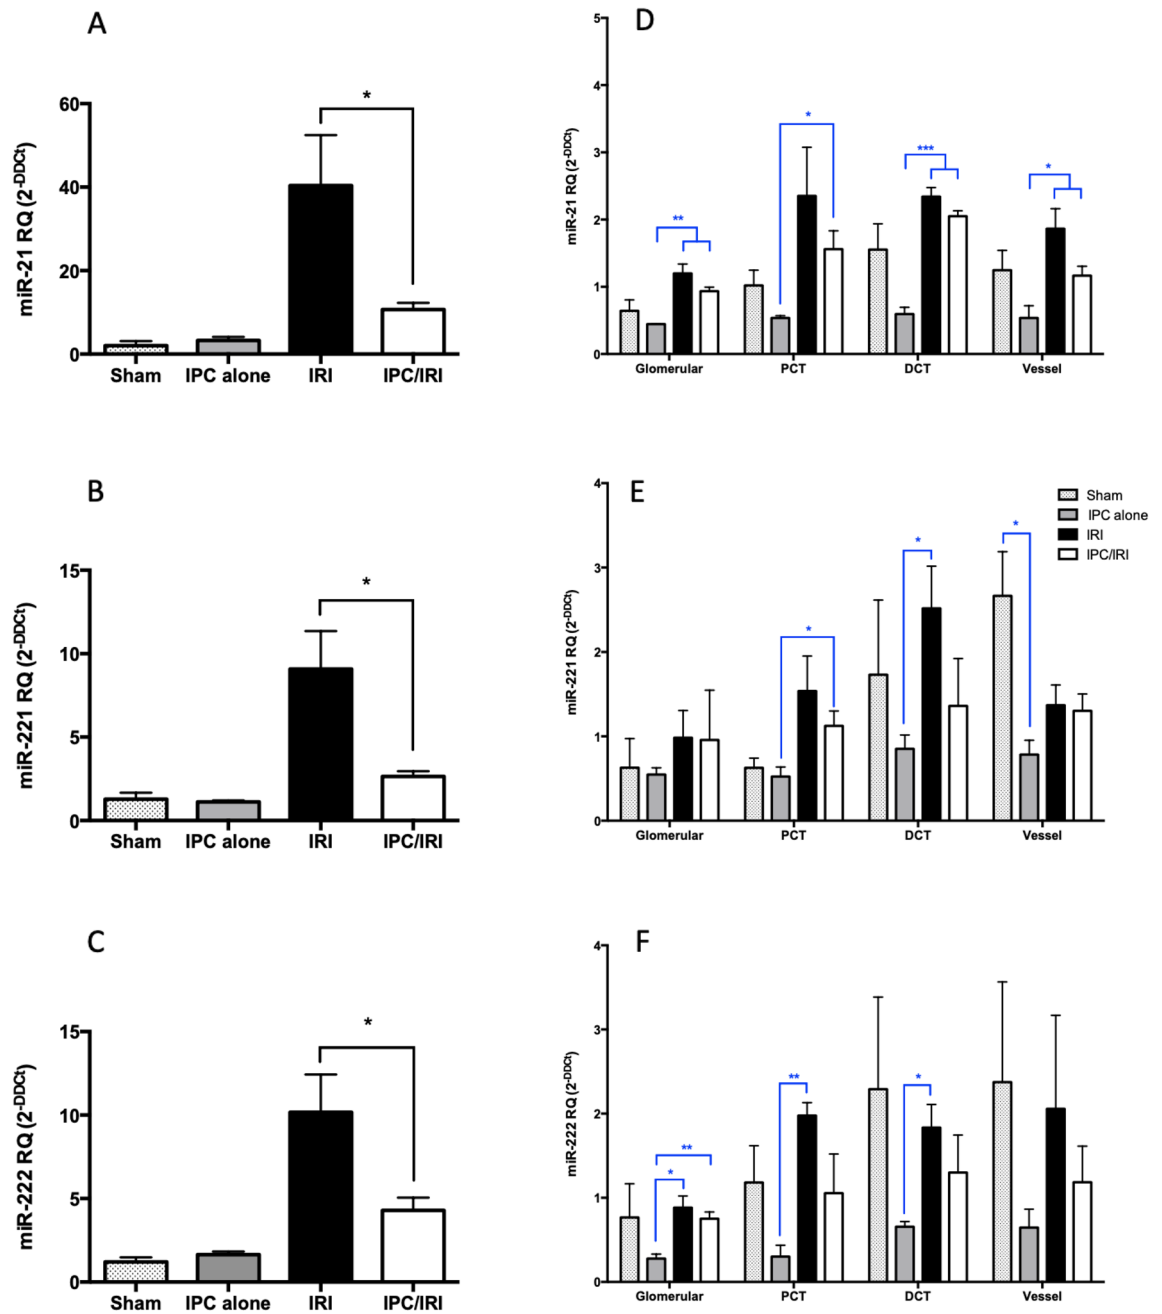 A
miR-21 RQ (2-DDCt)
60
40
20
0
*
Sham IPC alone IRI IPC/IRI
D
miR-21 RQ (2-DDCt)
5
4
3
2
1
0
** * *** *
Glomerular PCT DCT Vessel
B
miR-221 RQ (2-DDCt)
15
10
5
0
*
Sham IPC alone IRI IPC/IRI
E
miR-221 RQ (2-DDCt)
4
3
2
1
0
* * *
Sham
IPC alone
IRI
IPC/IRI
Glomerular PCT DCT Vessel
C
miR-222 RQ (2-DDCt)
15
10
5
0
*
Sham IPC alone IRI IPC/IRI
F
miR-222 RQ (2-DDCt)
4
3
2
1
0
** * ** *
Glomerular PCT DCT Vessel